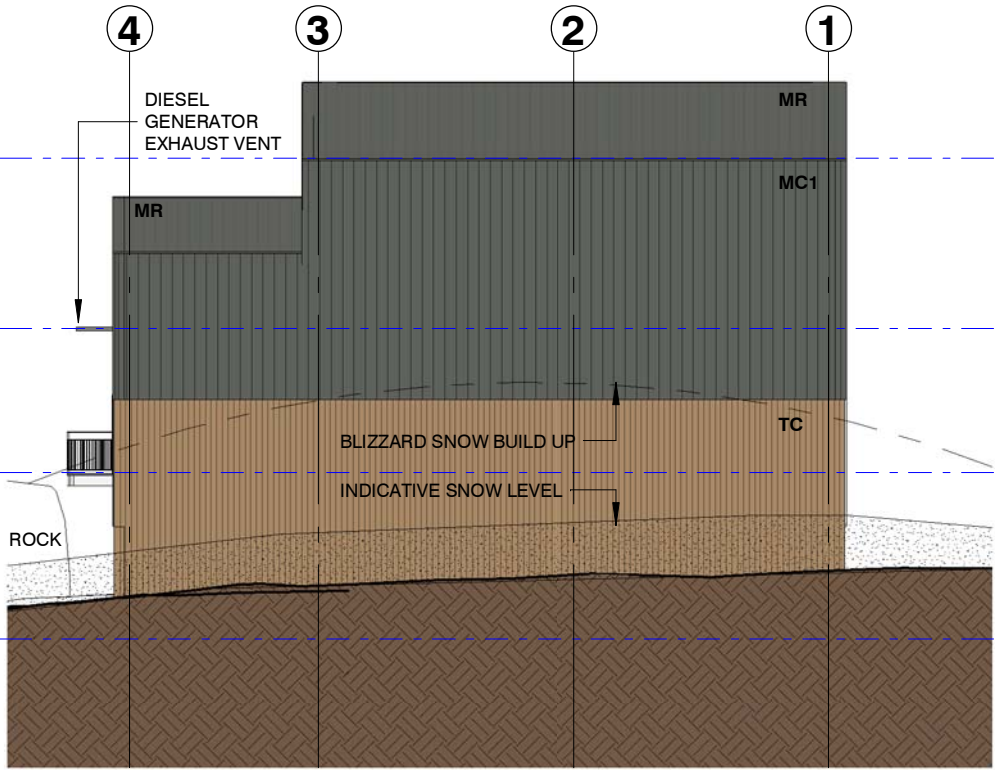 4
3
2
1
DIESEL
GENERATOR
EXHAUST VENT
MR
MC1
MR
BLIZZARD SNOW BUILD UP
TC
INDICATIVE SNOW LEVEL
ROCK